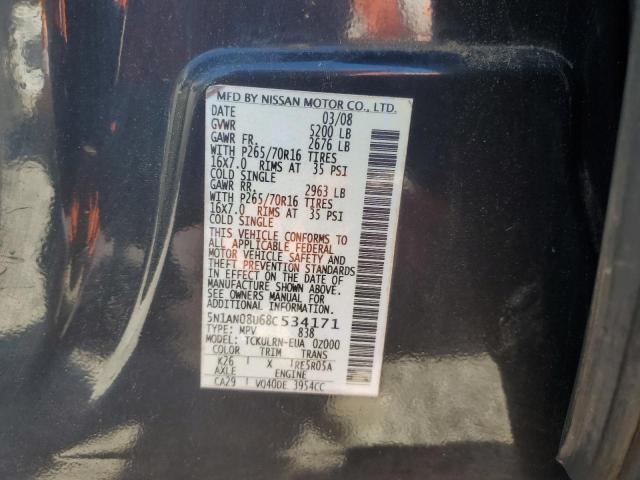 MFD BY NISSAN MOTOR CO., LTD.
DATE 03/08
GVWR 5200 LB
GAWR FR. 2676 LB
WITH P265/70R16 TIRES
16X7.0 RIMS AT 35 PSI
COLD SINGLE
GAWR RR. 2963 LB
WITH P265/70R16 TIRES
16X7.0 RIMS AT 35 PSI
COLD SINGLE
THIS VEHICLE CONFORMS TO
ALL APPLICABLE FEDERAL
MOTOR VEHICLE SAFETY AND
THEFT PREVENTION STANDARDS
IN EFFECT ON THE DATE OF
MANUFACTURE SHOWN ABOVE.
SEE OWNERS MANUAL FOR
ADDITIONAL INFORMATION.
5N1AN08U68C534171
TYPE: MPV 838
MODEL: TCKULRN-EUA 0Z000
COLOR TRIM TRANS
K26 X RE5R05A
AXLE ENGINE
CA29 VQ40DE 3954CC